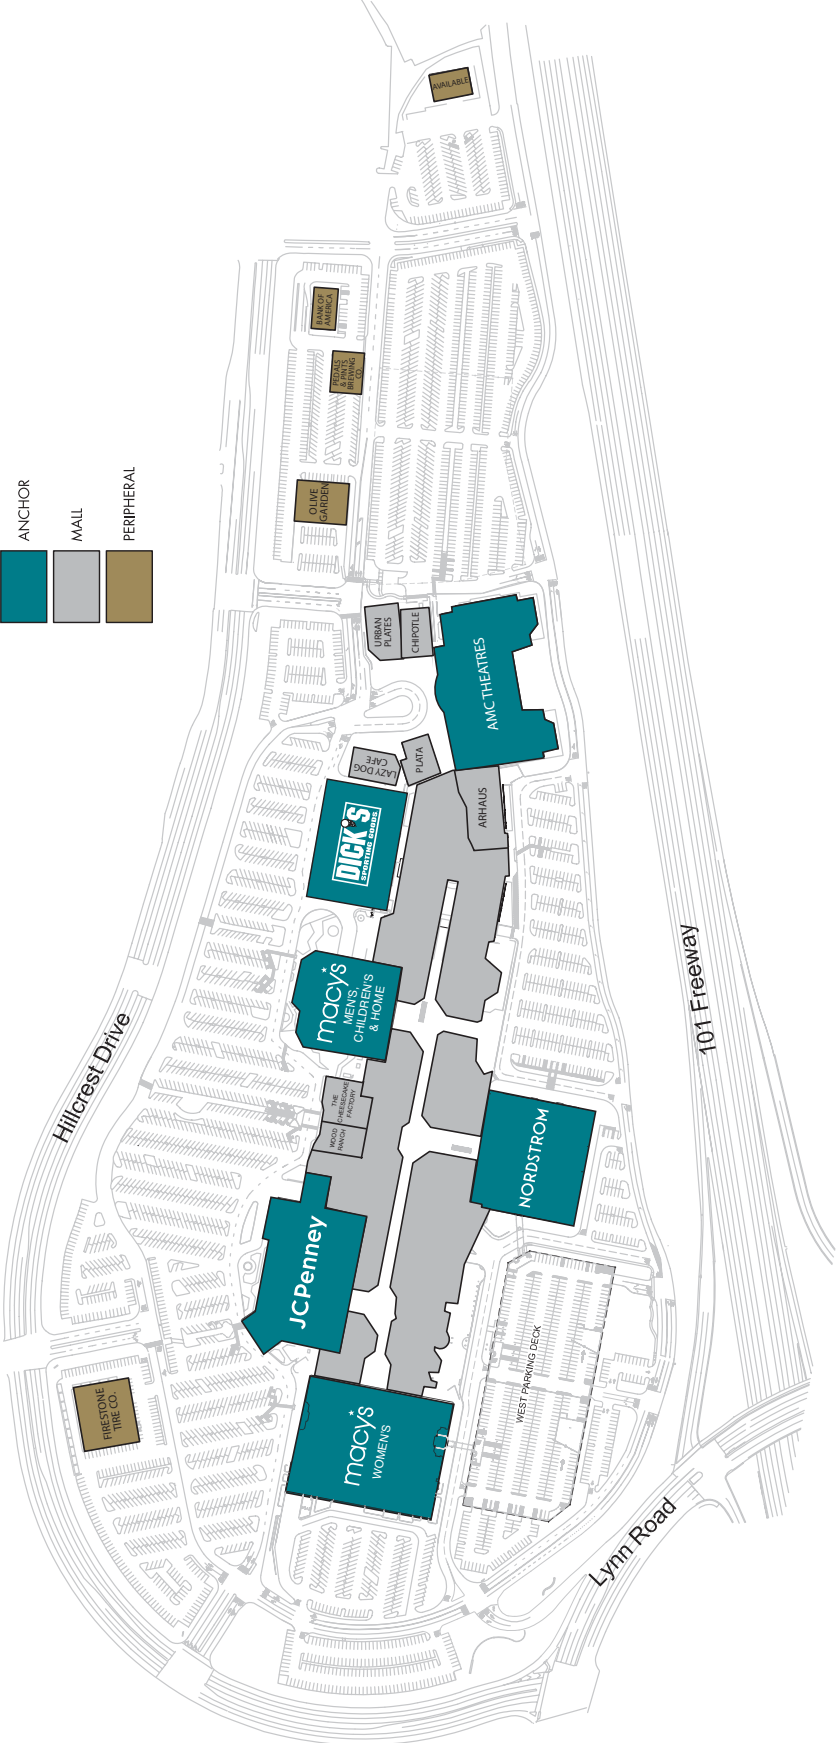 ANCHOR
MALL
PERIPHERAL
AVAILABLE
BANK OF
AMERICA
PEDALS
& PINTS
BREWING
CO.
OLIVE
GARDEN
URBAN
PLATES
CHIPOTLE
AMC THEATRES
LAZY DOG
CAFE
PLATA
ARHAUS
DICK'S
SPORTING GOODS
macys
MEN'S,
CHILDREN'S
& HOME
THE
CHEESECAKE
FACTORY
WOOD
RANCH
NORDSTROM
JCPenney
macys
WOMEN'S
WEST PARKING DECK
FIRESTONE
TIRE CO.
Hillcrest Drive
101 Freeway
Lynn Road